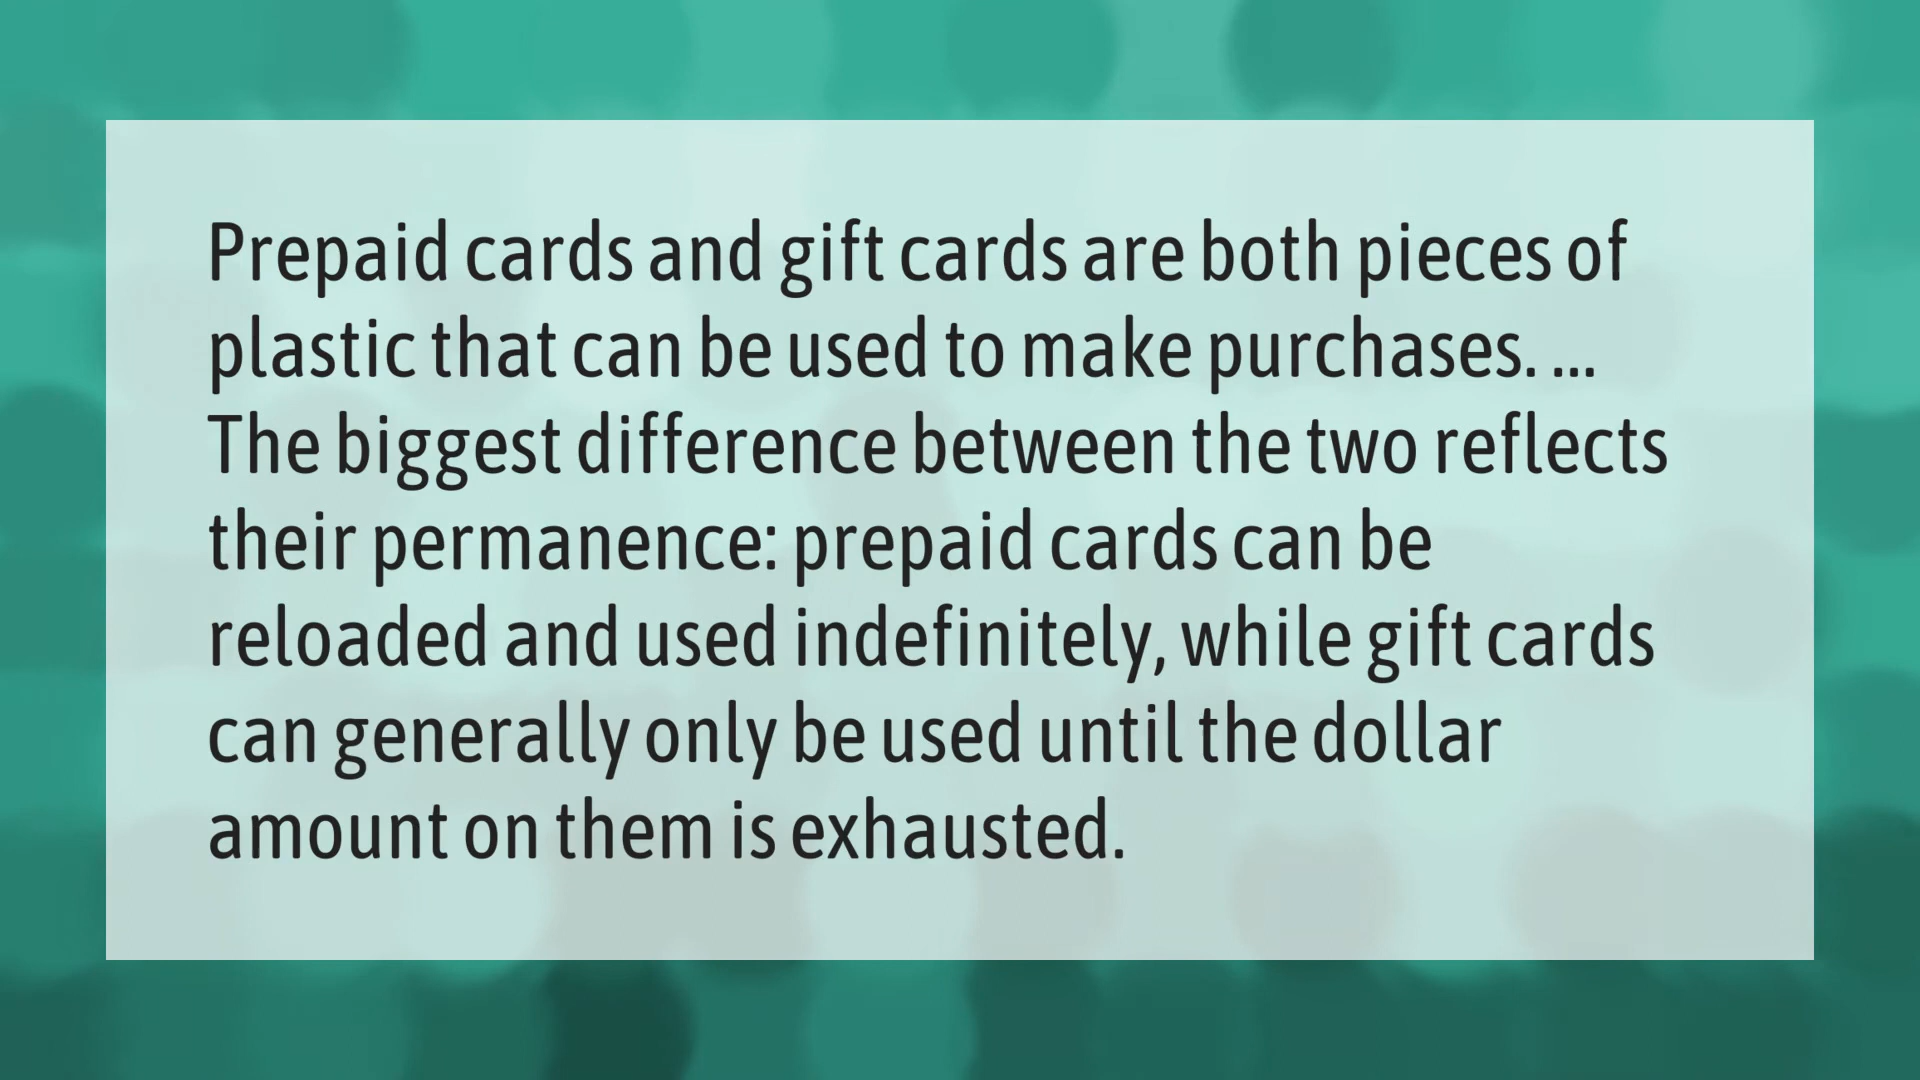 Prepaid cards and gift cards are both pieces of
plastic that can be used to make purchases. ...
The biggest difference between the two reflects
their permanence: prepaid cards can be
reloaded and used indefinitely, while gift cards
can generally only be used until the dollar
amount on them is exhausted.